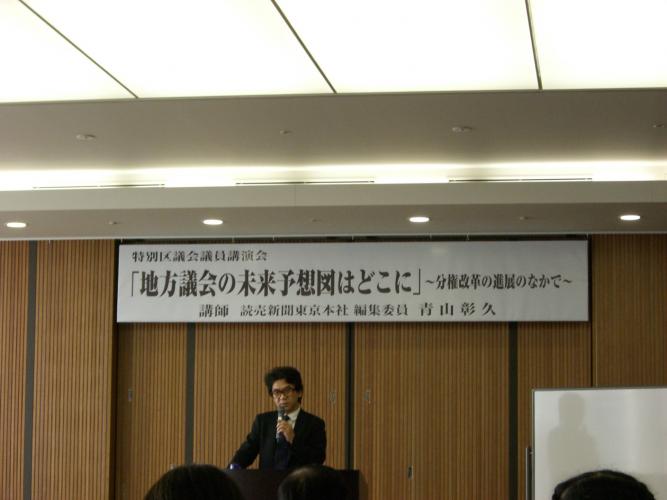 特別区議会議員講演会
「地方議会の未来予想図はどこに」～分権改革の進展のなかで～
講師 読売新聞東京本社 編集委員 青山彰久